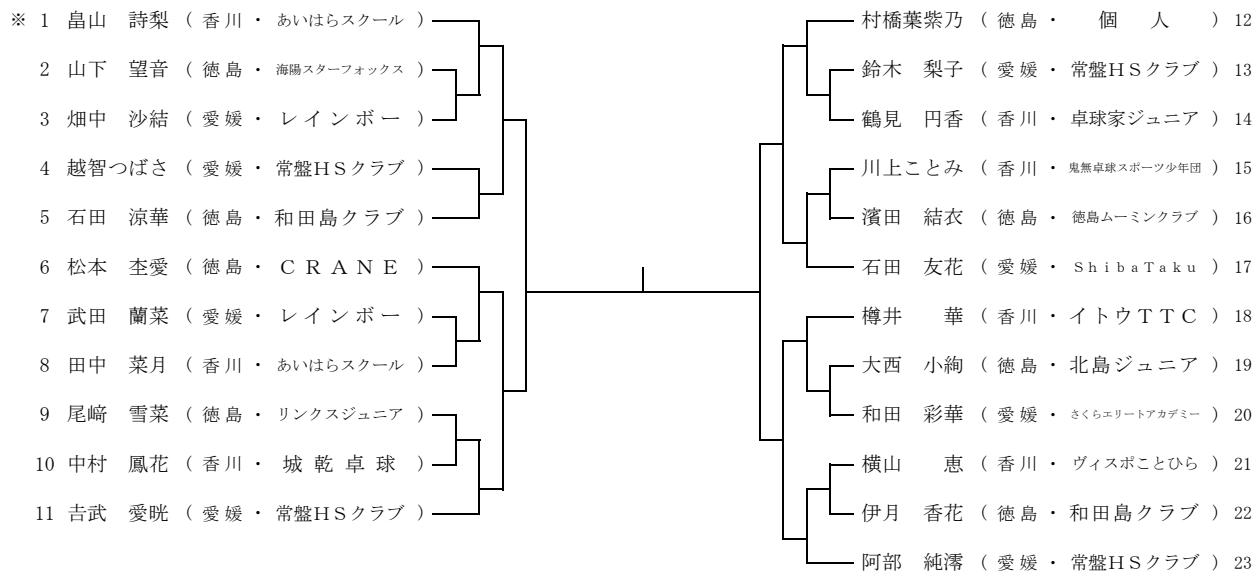 ※ 1 畠山 詩梨 ( 香川 ・ あいはらスクール )
2 山下 望音 ( 徳島 ・ 海陽スターフォックス )
3 畑中 沙結 ( 愛媛 ・ レインボー )
4 越智つばさ ( 愛媛 ・ 常盤HSクラブ )
5 石田 涼華 ( 徳島 ・ 和田島クラブ )
6 松本 杢愛 ( 徳島 ・ CRANE )
7 武田 蘭菜 ( 愛媛 ・ レインボー )
8 田中 菜月 ( 香川 ・ あいはらスクール )
9 尾﨑 雪菜 ( 徳島 ・ リンクスジュニア )
10 中村 鳳花 ( 香川 ・ 城乾卓球 )
11 𠮷武 愛晄 ( 愛媛 ・ 常盤HSクラブ )
村橋葉紫乃 ( 徳島 ・ 個 人 ) 12
鈴木 梨子 ( 愛媛 ・ 常盤HSクラブ ) 13
鶴見 円香 ( 香川 ・ 卓球家ジュニア ) 14
川上ことみ ( 香川 ・ 鬼無卓球スポーツ少年団 ) 15
濱田 結衣 ( 徳島 ・ 徳島ムーミンクラブ ) 16
石田 友花 ( 愛媛 ・ ShibaTaku ) 17
樽井 華 ( 香川 ・ イトウTTC ) 18
大西 小絢 ( 徳島 ・ 北島ジュニア ) 19
和田 彩華 ( 愛媛 ・ さくらエリートアカデミー ) 20
横山 恵 ( 香川 ・ ヴィスポことひら ) 21
伊月 香花 ( 徳島 ・ 和田島クラブ ) 22
阿部 純澪 ( 愛媛 ・ 常盤HSクラブ ) 23